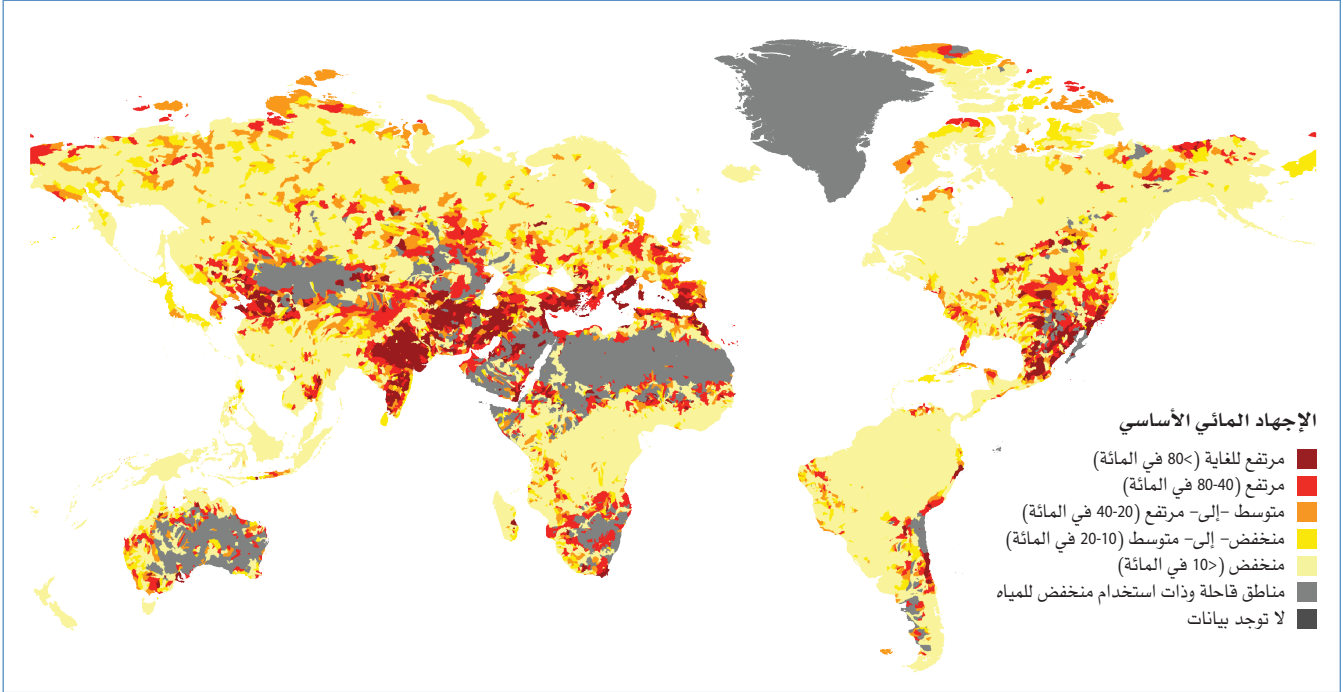 الإجهاد المائي الأساسي
مرتفع للغاية (>80 في المائة)
مرتفع (40-80 في المائة)
متوسط -إلى- مرتفع (20-40 في المائة)
منخفض- إلى- متوسط (10-20 في المائة)
منخفض (<10 في المائة)
مناطق قاحلة وذات استخدام منخفض للمياه
لا توجد بيانات